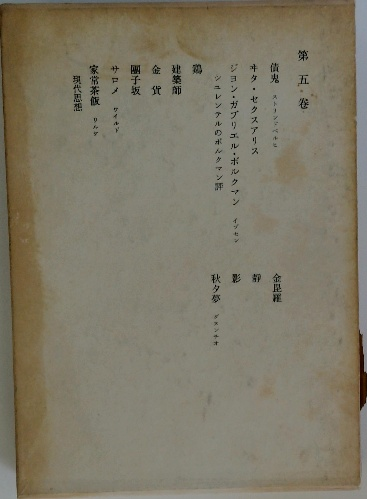 第五巻
債鬼 ストリンドベルヒ
ヰタ・セクスアリス
ジヨン・ガブリエル・ボルクマン イプセン
シユレンテルのボルクマン評
鶏
建築師
金貨
團子坂
サロメ ワイルド
家常茶飯 リルケ
現代思想
金毘羅
静
影
秋夕夢 ダヌンチオ